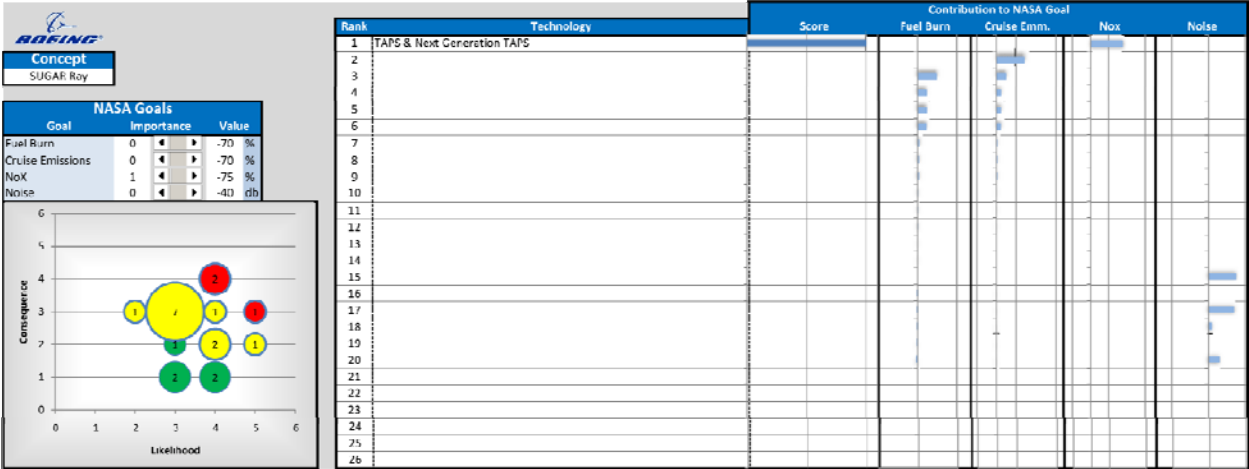 BOEING
Concept
SUGAR Ray
NASA Goals
Goal Importance Value
Fuel Burn 0 -70 %
Cruise Emissions 0 -70 %
NoX 1 -75 %
Noise 0 -40 db
Contribution to NASA Goal
Rank Technology Score Fuel Burn Cruise Emm. Nox Noise
1 TAPS & Next Generation TAPS
2
3
4
5
6
7
8
9
10
11
12
13
14
15
16
17
18
19
20
21
22
23
24
25
26
6
5
4
3
2
1
0
Consequence
2
1 7 1 1
1 2 1
2 2
0 1 2 3 4 5 6
Likelihood